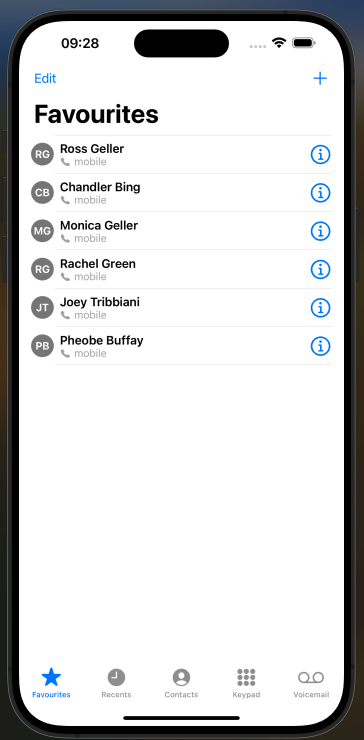 09:28
Edit
Favourites
RG Ross Geller
mobile
CB Chandler Bing
mobile
MG Monica Geller
mobile
RG Rachel Green
mobile
JT Joey Tribbiani
mobile
PB Pheobe Buffay
mobile
Favourites Recents Contacts Keypad Voicemail